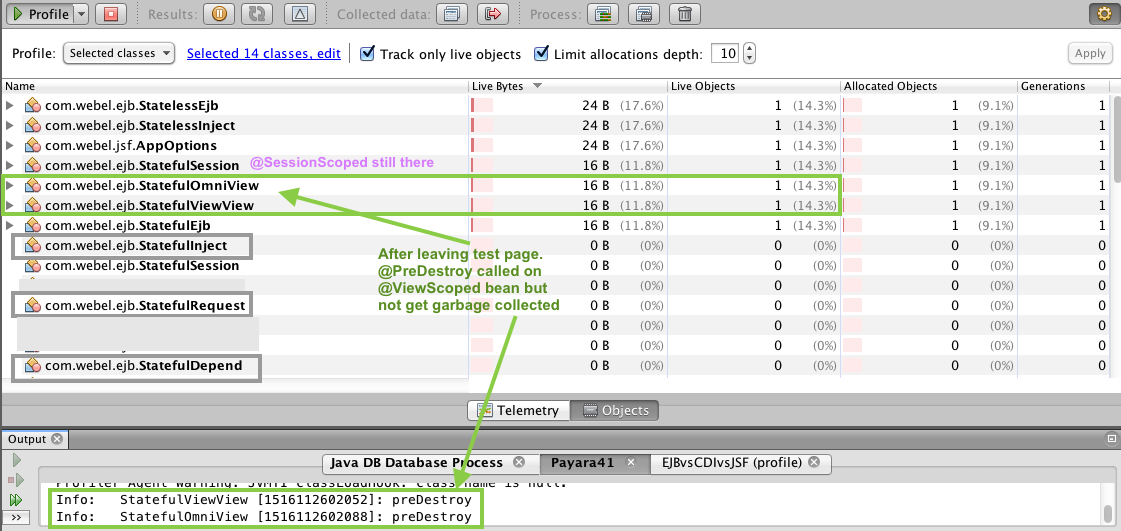 Profile Results: Collected data: Process:
Profile: Selected classes Selected 14 classes, edit Track only live objects Limit allocations depth: 10 Apply
Name Live Bytes Live Objects Allocated Objects Generations
com.webel.ejb.StatelessEjb 24 B (17.6%) 1 (14.3%) 1 (9.1%) 1
com.webel.ejb.StatelessInject 24 B (17.6%) 1 (14.3%) 1 (9.1%) 1
com.webel.jsf.AppOptions 24 B (17.6%) 1 (14.3%) 1 (9.1%) 1
com.webel.ejb.StatefulSession @SessionScoped still there 16 B (11.8%) 1 (14.3%) 1 (9.1%) 1
com.webel.ejb.StatefulOmniView 16 B (11.8%) 1 (14.3%) 1 (9.1%) 1
com.webel.ejb.StatefulViewView 16 B (11.8%) 1 (14.3%) 1 (9.1%) 1
com.webel.ejb.StatefulEjb 16 B (11.8%) 1 (14.3%) 1 (9.1%) 1
com.webel.ejb.StatefulInject 0 B (0%) 0 (0%) 0 (0%) 0
com.webel.ejb.StatefulSession 0 B (0%) 0 (0%) 0 (0%) 0
0 B (0%) 0 (0%) 0 (0%) 0
com.webel.ejb.StatefulRequest 0 B (0%) 0 (0%) 0 (0%) 0
0 B (0%) 0 (0%) 0 (0%) 0
0 B (0%) 0 (0%) 0 (0%) 0
com.webel.ejb.StatefulDepend 0 B (0%) 0 (0%) 0 (0%) 0
After leaving test page.
@PreDestroy called on
@ViewScoped bean but
not get garbage collected
Telemetry Objects
Output
Java DB Database Process Payara41 EJBvsCDIvsJSF (profile)
Profiler Agent Warning: JVMTI ClassLoadHook: class name is null.
Info: StatefulViewView [1516112602052]: preDestroy
Info: StatefulOmniView [1516112602088]: preDestroy